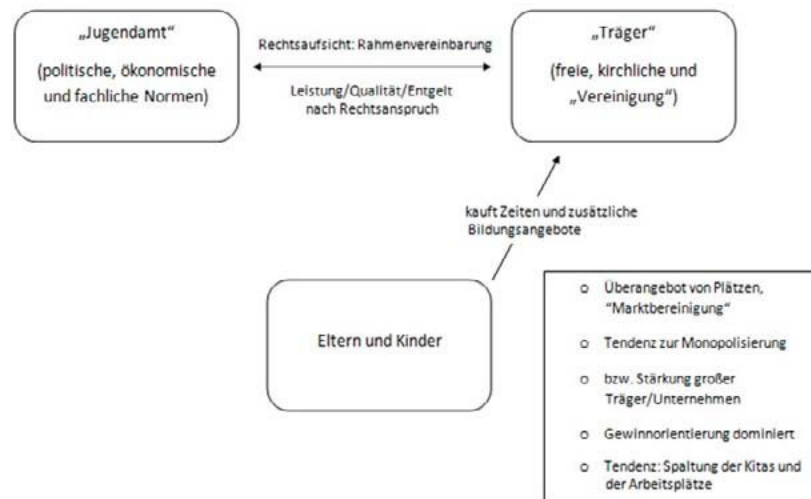 „Jugendamt“
(politische, ökonomische
und fachliche Normen)
Rechtsaufsicht: Rahmenvereinbarung
Leistung/Qualität/Entgelt
nach Rechtsanspruch
„Träger“
(freie, kirchliche und
„Vereinigung“)
kauft Zeiten und zusätzliche
Bildungsangebote
Eltern und Kinder
o Überangebot von Plätzen,
“Marktbereinigung“
o Tendenz zur Monopolisierung
o bzw. Stärkung großer
Träger/Unternehmen
o Gewinnorientierung dominiert
o Tendenz: Spaltung der Kitas und
der Arbeitsplätze